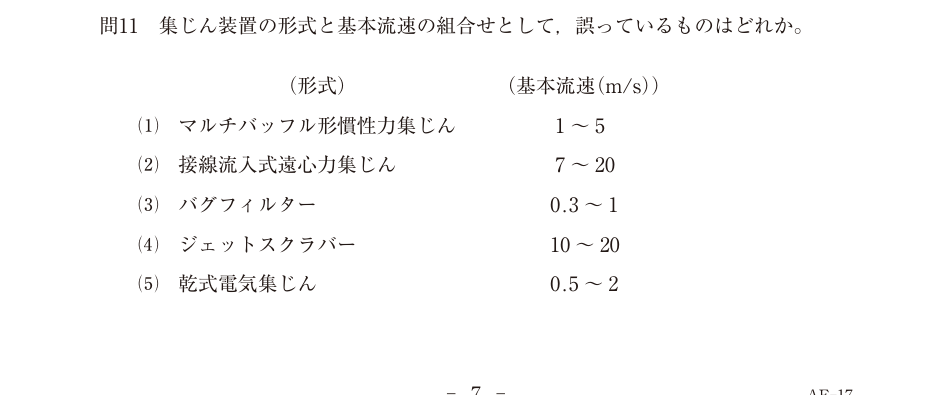 問11　集じん装置の形式と基本流速の組合せとして，誤っているものはどれか。
（形式）　（基本流速(m/s)）
⑴　マルチバッフル形慣性力集じん　1 ～ 5
⑵　接線流入式遠心力集じん　7 ～ 20
⑶　バグフィルター　0.3 ～ 1
⑷　ジェットスクラバー　10 ～ 20
⑸　乾式電気集じん　0.5 ～ 2
－ 7 －